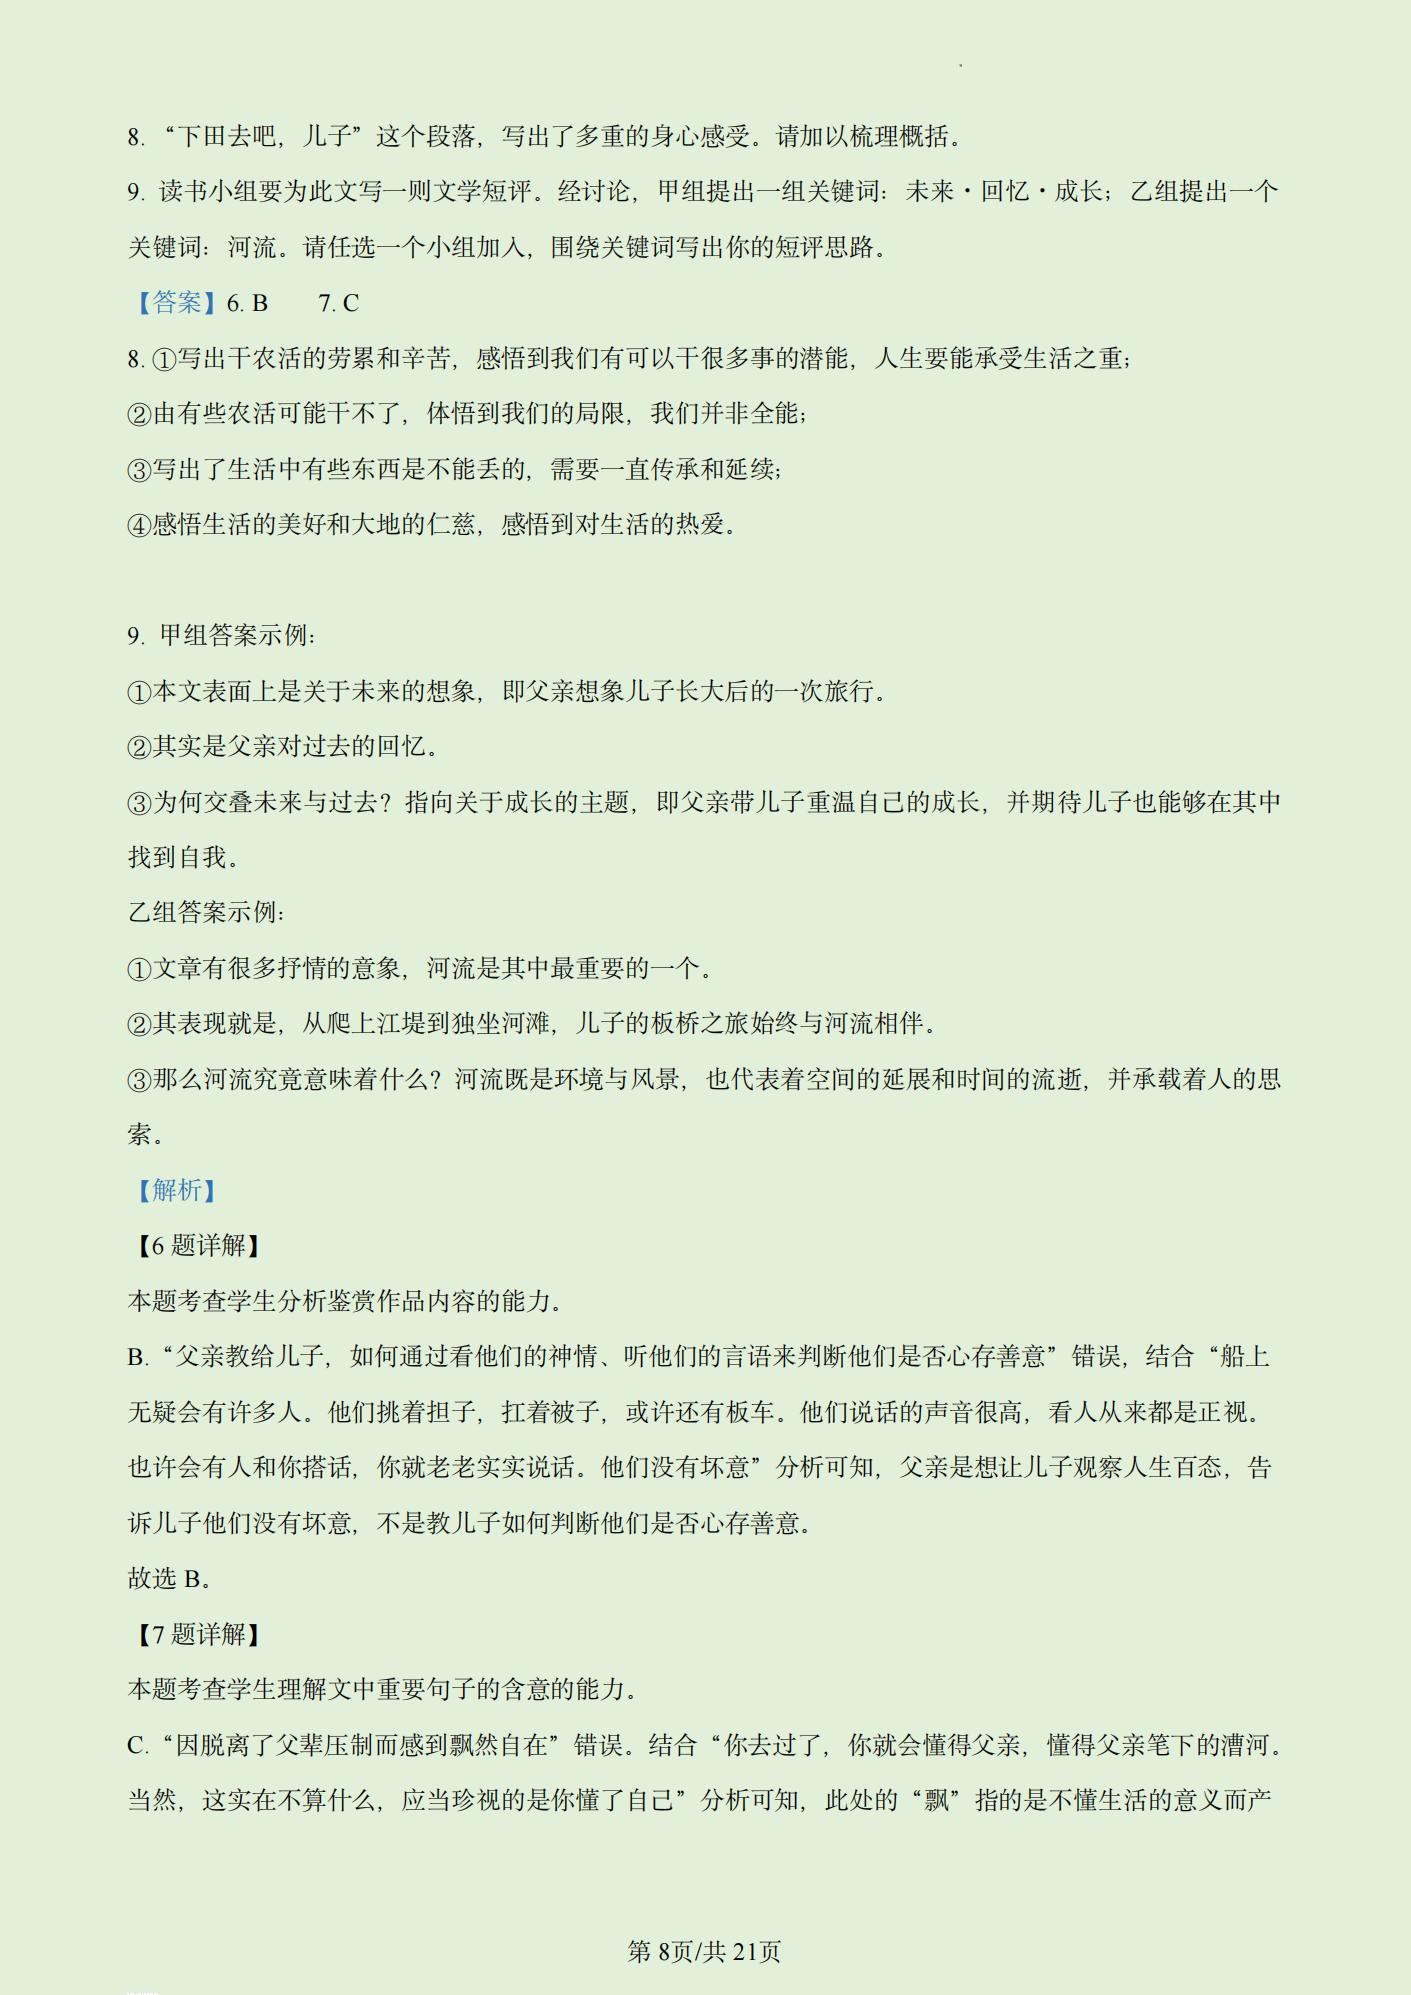 8. “下田去吧，儿子”这个段落，写出了多重的身心感受。请加以梳理概括。
9. 读书小组要为此文写一则文学短评。经讨论，甲组提出一组关键词：未来·回忆·成长；乙组提出一个
关键词：河流。请任选一个小组加入，围绕关键词写出你的短评思路。
【答案】6. B 7. C
8. ①写出干农活的劳累和辛苦，感悟到我们有可以干很多事的潜能，人生要能承受生活之重；
②由有些农活可能干不了，体悟到我们的局限，我们并非全能；
③写出了生活中有些东西是不能丢的，需要一直传承和延续；
④感悟生活的美好和大地的仁慈，感悟到对生活的热爱。
9. 甲组答案示例：
①本文表面上是关于未来的想象，即父亲想象儿子长大后的一次旅行。
②其实是父亲对过去的回忆。
③为何交叠未来与过去？指向关于成长的主题，即父亲带儿子重温自己的成长，并期待儿子也能够在其中
找到自我。
乙组答案示例：
①文章有很多抒情的意象，河流是其中最重要的一个。
②其表现就是，从爬上江堤到独坐河滩，儿子的板桥之旅始终与河流相伴。
③那么河流究竟意味着什么？河流既是环境与风景，也代表着空间的延展和时间的流逝，并承载着人的思
索。
【解析】
【6 题详解】
本题考查学生分析鉴赏作品内容的能力。
B. “父亲教给儿子，如何通过看他们的神情、听他们的言语来判断他们是否心存善意”错误，结合“船上
无疑会有许多人。他们挑着担子，扛着被子，或许还有板车。他们说话的声音很高，看人从来都是正视。
也许会有人和你搭话，你就老老实实说话。他们没有坏意”分析可知，父亲是想让儿子观察人生百态，告
诉儿子他们没有坏意，不是教儿子如何判断他们是否心存善意。
故选 B。
【7 题详解】
本题考查学生理解文中重要句子的含意的能力。
C. “因脱离了父辈压制而感到飘然自在”错误。结合“你去过了，你就会懂得父亲，懂得父亲笔下的漕河。
当然，这实在不算什么，应当珍视的是你懂了自己”分析可知，此处的“飘”指的是不懂生活的意义而产
第 8页/共 21页